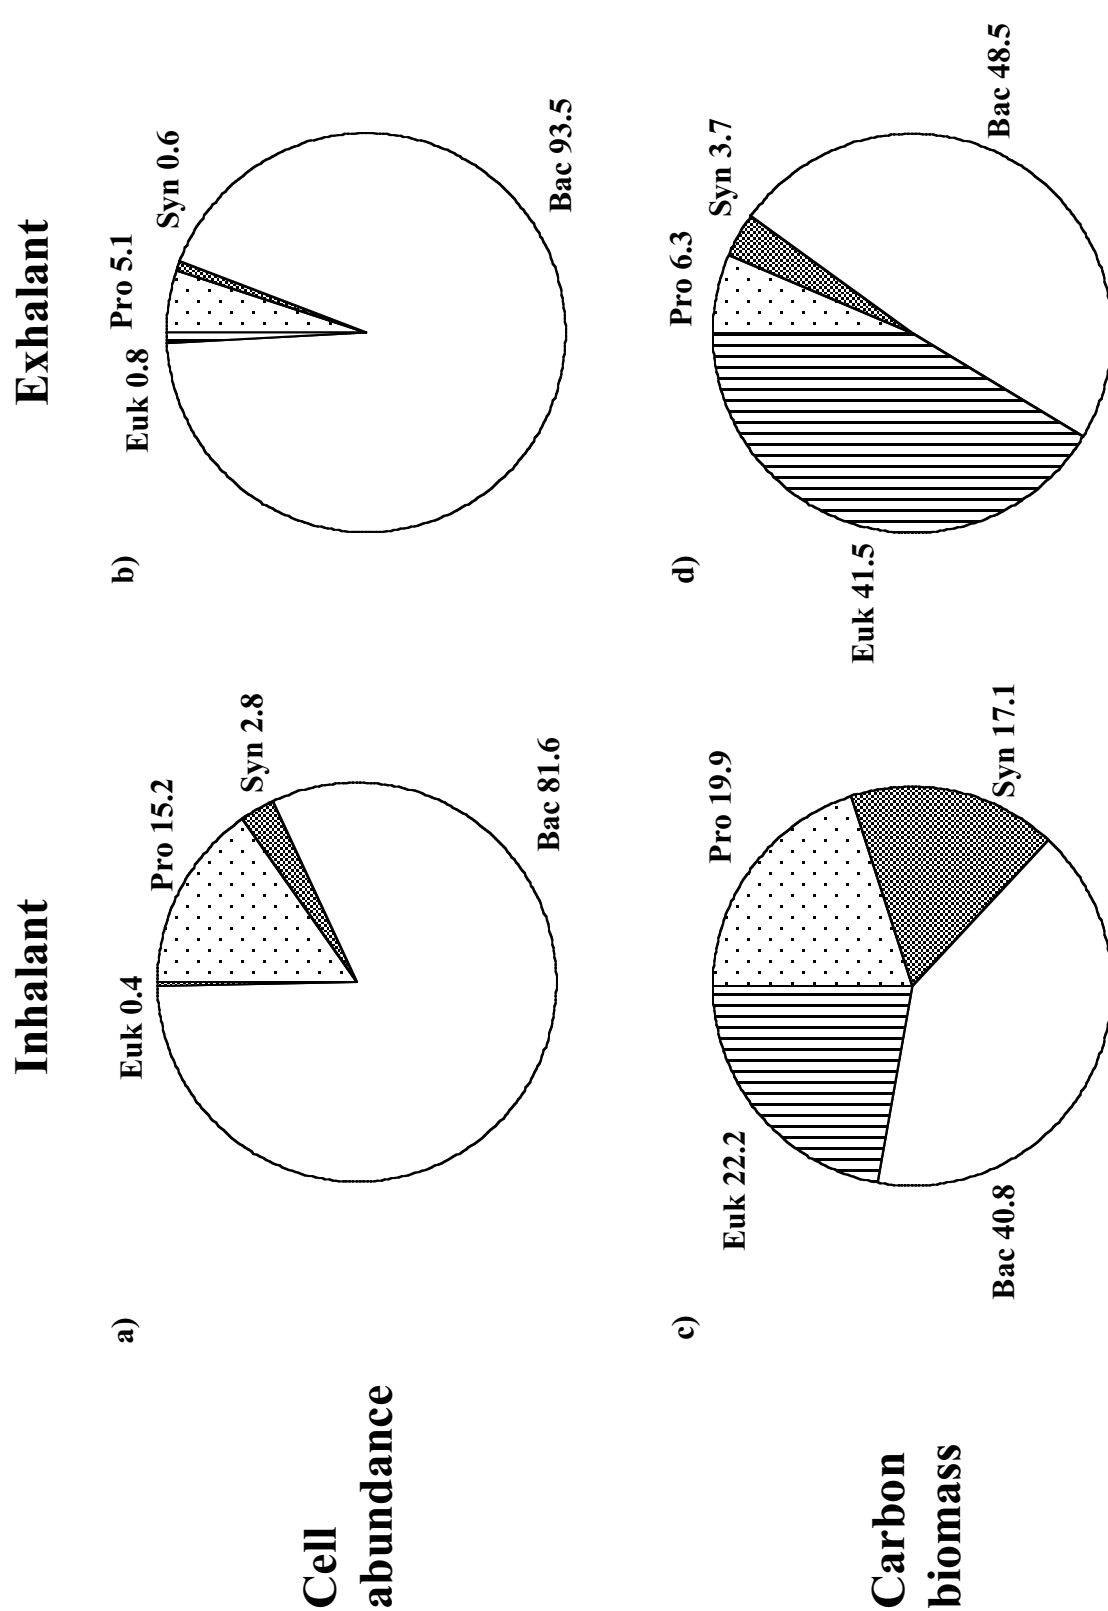 Inhalant
Exhalant
Cell
abundance
a)
Euk 0.4
Pro 15.2
Syn 2.8
Bac 81.6
b)
Euk 0.8
Pro 5.1
Syn 0.6
Bac 93.5
Carbon
biomass
c)
Euk 22.2
Pro 19.9
Syn 17.1
Bac 40.8
d)
Euk 41.5
Pro 6.3
Syn 3.7
Bac 48.5